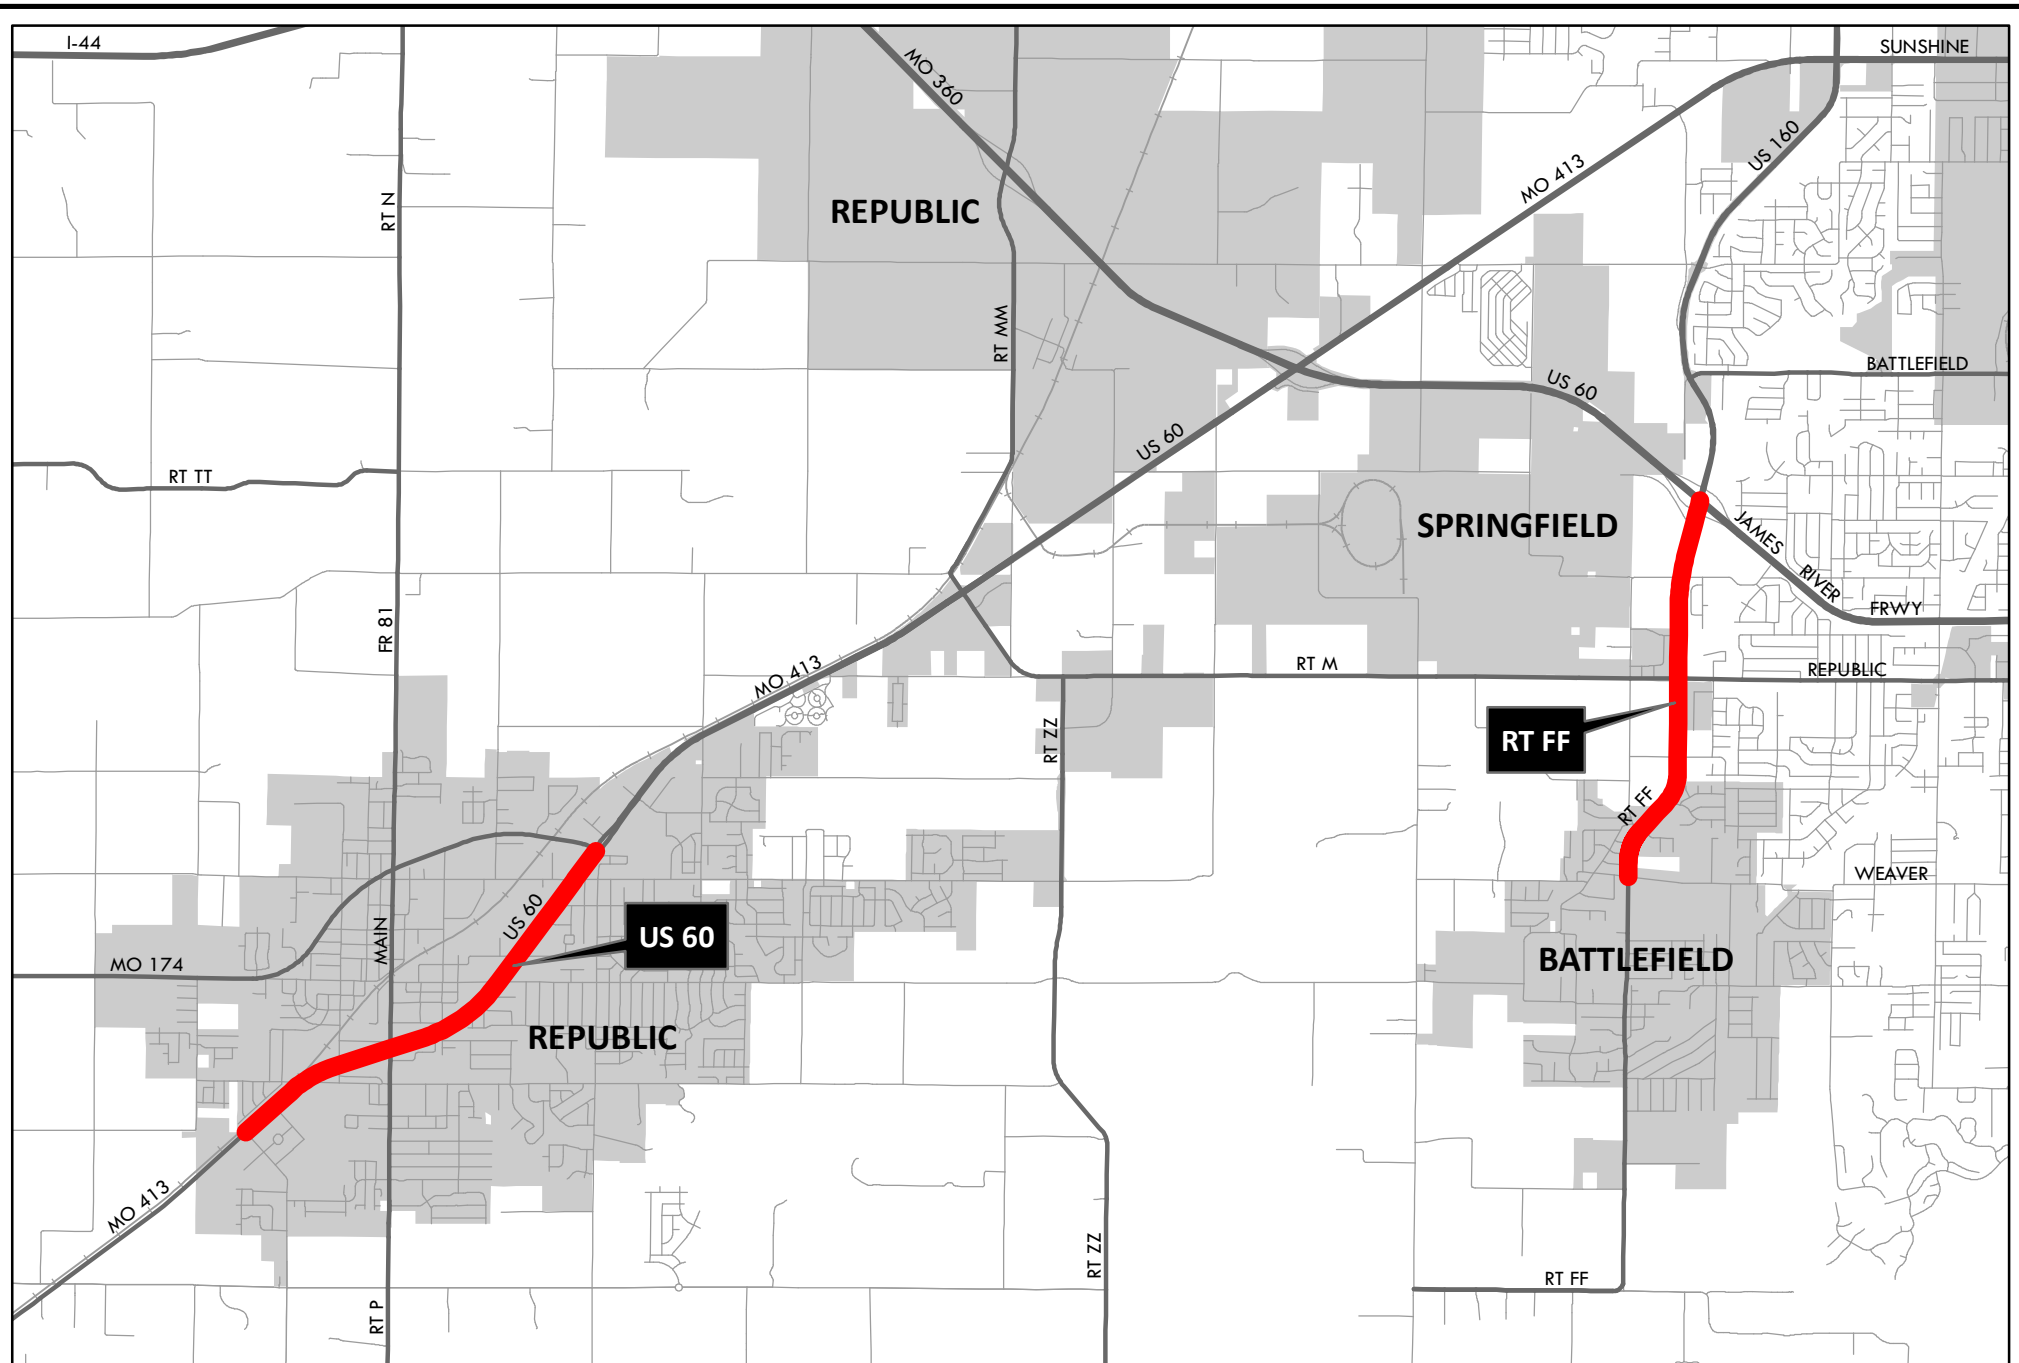 I-44
SUNSHINE
MO 360
US 160
MO 413
RT N
REPUBLIC
RT MM
BATTLEFIELD
US 60
US 60
RT TT
SPRINGFIELD
JAMES
RIVER
FRWY
FR 81
MO 413
RT M
REPUBLIC
RT ZZ
RT FF
RT FF
WEAVER
US 60
US 60
MAIN
MO 174
BATTLEFIELD
REPUBLIC
MO 413
RT ZZ
RT FF
RT P